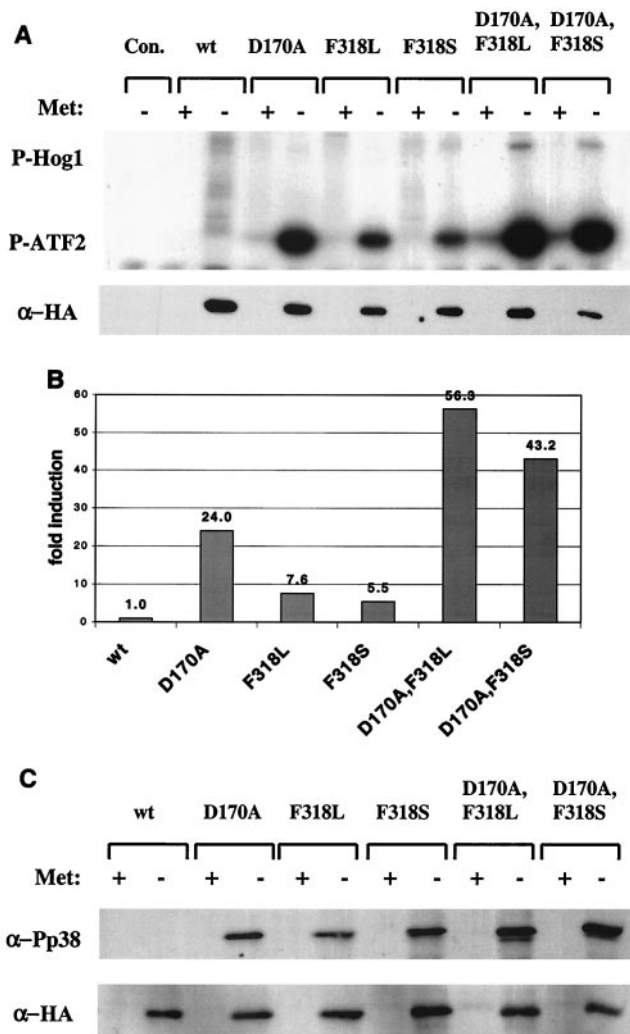 A
Con. wt D170A F318L F318S D170A, F318L D170A, F318S
Met: + - + - + - + - + - + -
P-Hog1
P-ATF2
α-HA
B
fold induction
60
50
40
30
20
10
0
1.0
24.0
7.6
5.5
56.3
43.2
wt
D170A
F318L
F318S
D170A,F318L
D170A,F318S
C
wt D170A F318L F318S D170A, F318L D170A, F318S
Met: + - + - + - + - + - + -
α-Pp38
α-HA